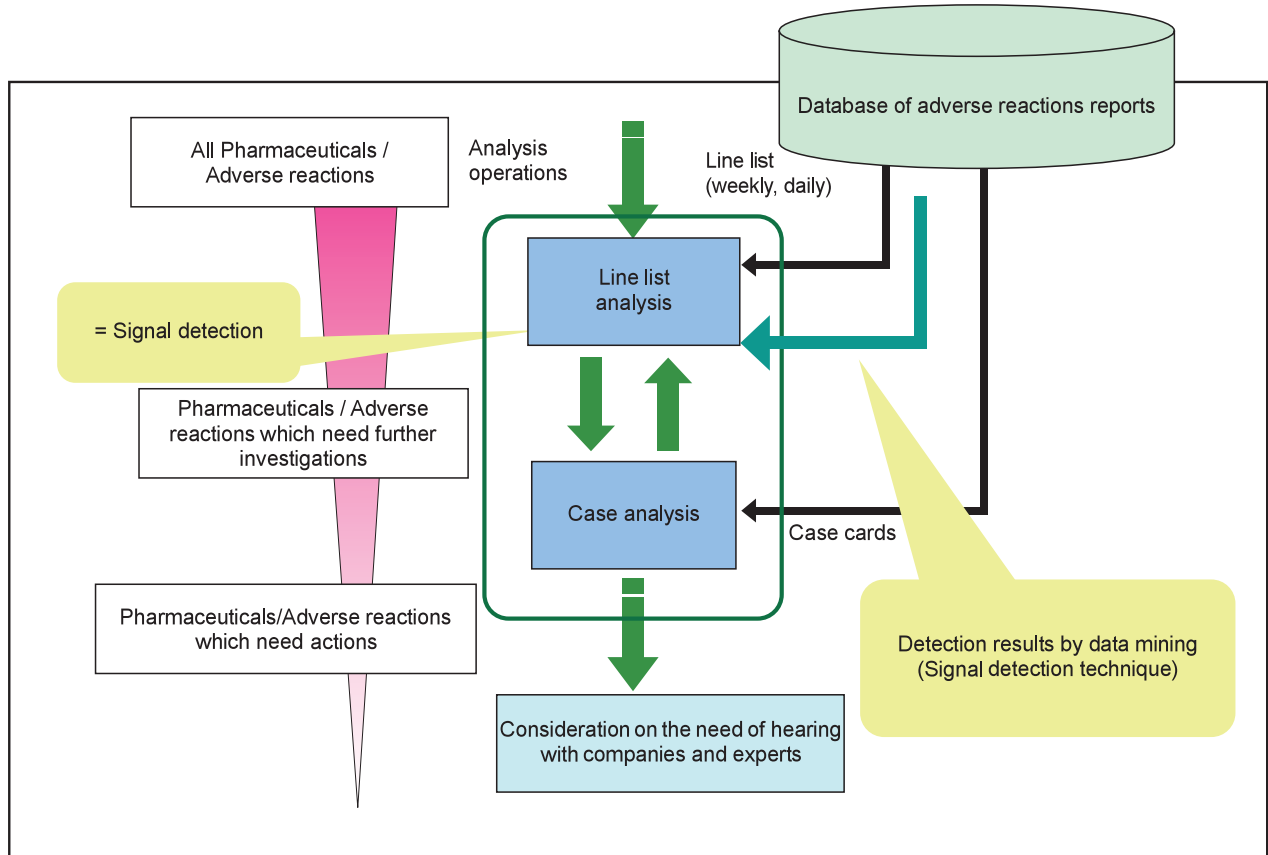 Database of adverse reactions reports
All Pharmaceuticals /
Adverse reactions
Analysis
operations
Line list
(weekly, daily)
Line list
analysis
= Signal detection
Pharmaceuticals / Adverse
reactions which need further
investigations
Case analysis
Case cards
Pharmaceuticals/Adverse reactions
which need actions
Detection results by data mining
(Signal detection technique)
Consideration on the need of hearing
with companies and experts